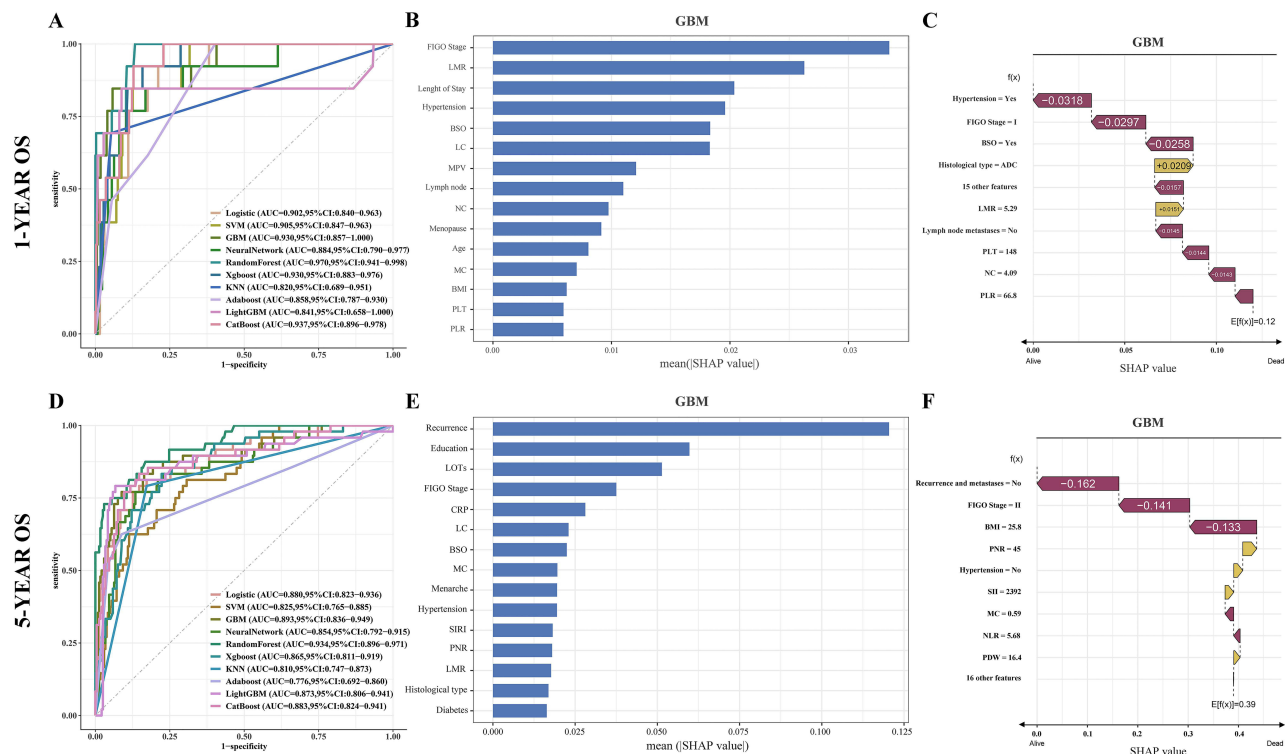 A
1-YEAR OS
1.00
0.75
0.50
0.25
0.00
sensitivity
Logistic (AUC=0.902,95%CI:0.840−0.963)
SVM (AUC=0.905,95%CI:0.847−0.963)
GBM (AUC=0.930,95%CI:0.857−1.000)
NeuralNetwork (AUC=0.884,95%CI:0.790−0.977)
RandomForest (AUC=0.970,95%CI:0.941−0.998)
Xgboost (AUC=0.930,95%CI:0.883−0.976)
KNN (AUC=0.820,95%CI:0.689−0.951)
Adaboost (AUC=0.858,95%CI:0.787−0.930)
LightGBM (AUC=0.841,95%CI:0.658−1.000)
CatBoost (AUC=0.937,95%CI:0.896−0.978)
0.00 0.25 0.50 0.75 1.00
1−specificity
B
GBM
FIGO Stage
LMR
Lenght of Stay
Hypertension
BSO
LC
MPV
Lymph node
NC
Menopause
Age
MC
BMI
PLT
PLR
0.00 0.01 0.02 0.03
mean(|SHAP value|)
C
GBM
f(x)
Hypertension = Yes −0.0318
FIGO Stage = I −0.0297
BSO = Yes −0.0258
Histological type = ADC +0.0209
15 other features −0.0157
LMR = 5.29 +0.0151
Lymph node metastases = No −0.0145
PLT = 148 −0.0144
NC = 4.09 −0.0143
PLR = 66.8
E[f(x)]=0.12
0.00 0.05 0.10
Alive SHAP value Dead
D
5-YEAR OS
1.00
0.75
0.50
0.25
0.00
sensitivity
Logistic (AUC=0.880,95%CI:0.823−0.936)
SVM (AUC=0.825,95%CI:0.765−0.885)
GBM (AUC=0.893,95%CI:0.836−0.949)
NeuralNetwork (AUC=0.854,95%CI:0.792−0.915)
RandomForest (AUC=0.934,95%CI:0.896−0.971)
Xgboost (AUC=0.865,95%CI:0.811−0.919)
KNN (AUC=0.810,95%CI:0.747−0.873)
Adaboost (AUC=0.776,95%CI:0.692−0.860)
LightGBM (AUC=0.873,95%CI:0.806−0.941)
CatBoost (AUC=0.883,95%CI:0.824−0.941)
0.00 0.25 0.50 0.75 1.00
1−specificity
E
GBM
Recurrence
Education
LOTs
FIGO Stage
CRP
LC
BSO
MC
Menarche
Hypertension
SIRI
PNR
LMR
Histological type
Diabetes
0.000 0.025 0.050 0.075 0.100 0.125
mean (|SHAP value|)
F
GBM
f(x)
Recurrence and metastases = No −0.162
FIGO Stage = II −0.141
BMI = 25.8 −0.133
PNR = 45
Hypertension = No
SII = 2392
MC = 0.59
NLR = 5.68
PDW = 16.4
16 other features
E[f(x)]=0.39
0.0 0.1 0.2 0.3 0.4
Alive SHAP value Dead